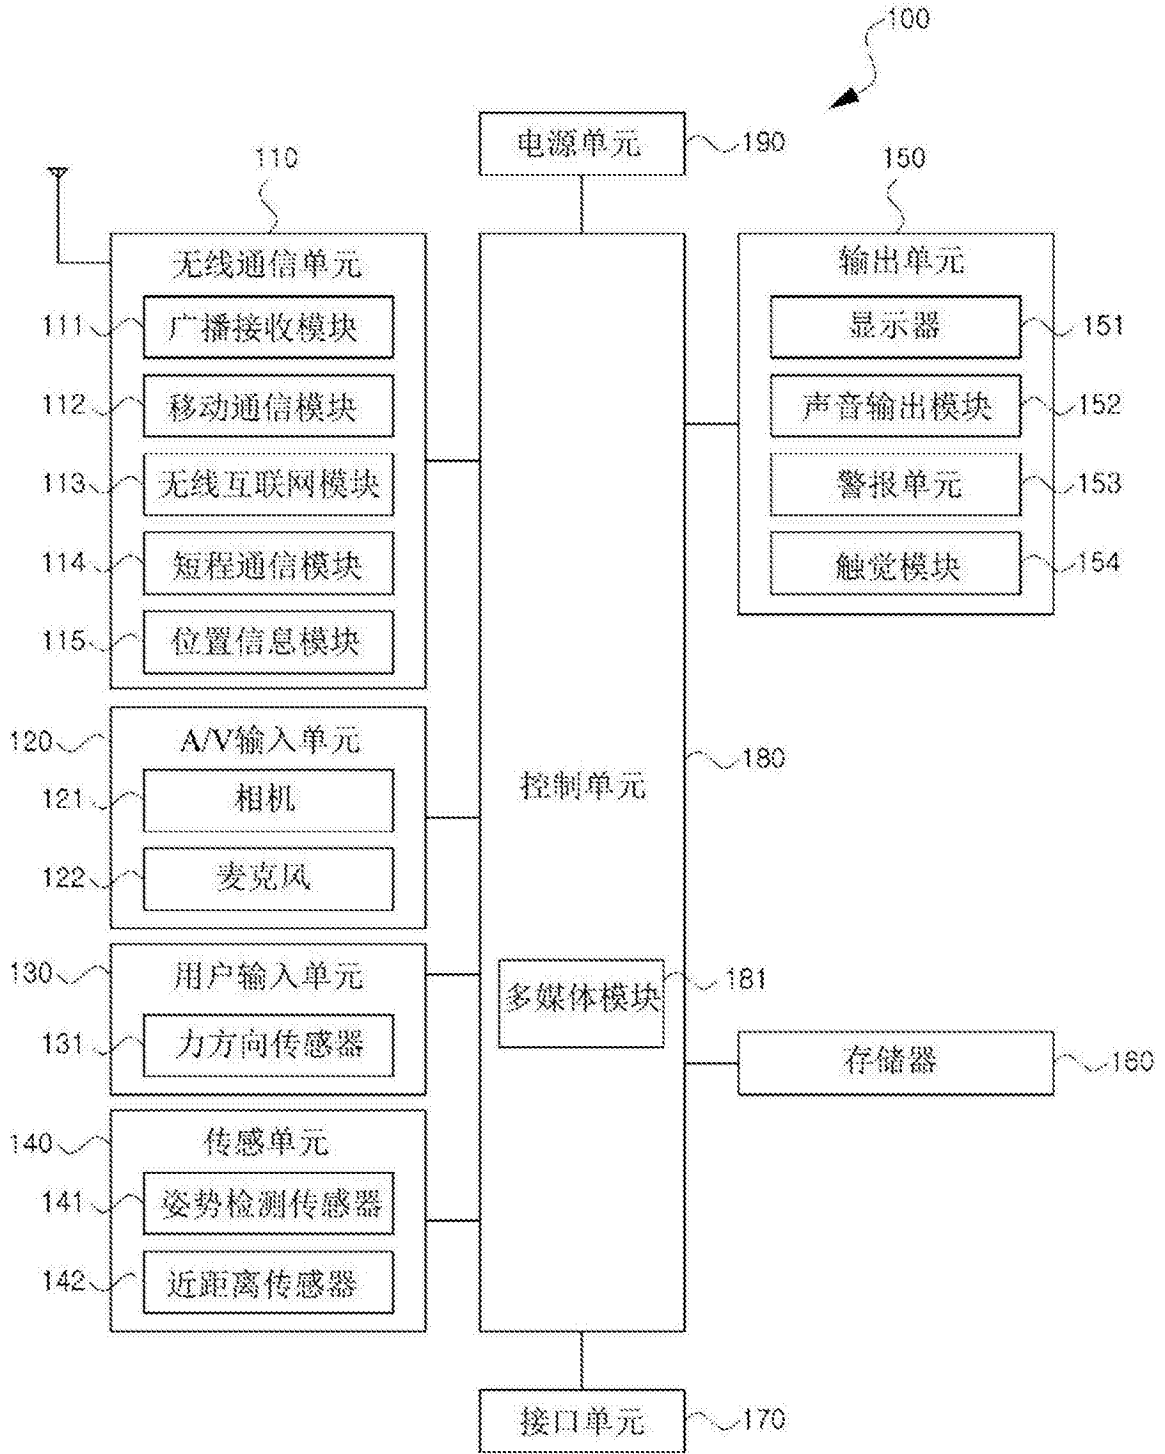 100
电源单元 190
110
无线通信单元
111 广播接收模块
112 移动通信模块
113 无线互联网模块
114 短程通信模块
115 位置信息模块
120 A/V输入单元
121 相机
122 麦克风
130 用户输入单元
131 力方向传感器
140 传感单元
141 姿势检测传感器
142 近距离传感器
控制单元 180
多媒体模块 181
150
输出单元
显示器 151
声音输出模块 152
警报单元 153
触觉模块 154
存储器 160
接口单元 170